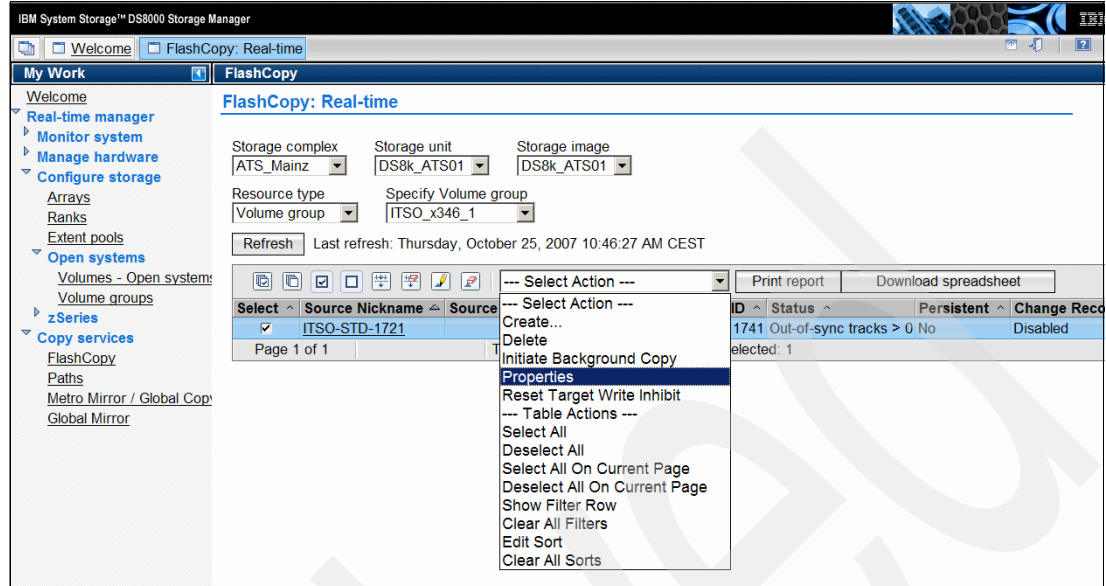 IBM System Storage™ DS8000 Storage Manager
Welcome
FlashCopy: Real-time
?
My Work
FlashCopy
Welcome
Real-time manager
Monitor system
Manage hardware
Configure storage
Arrays
Ranks
Extent pools
Open systems
Volumes - Open systems
Volume groups
zSeries
Copy services
FlashCopy
Paths
Metro Mirror / Global Copy
Global Mirror
FlashCopy: Real-time
Storage complex Storage unit Storage image
ATS_Mainz DS8k_ATS01 DS8k_ATS01
Resource type Specify Volume group
Volume group ITSO_x346_1
Refresh Last refresh: Thursday, October 25, 2007 10:46:27 AM CEST
--- Select Action --- Print report Download spreadsheet
Select Source Nickname Source ID Status Persistent Change Reco
ITSO-STD-1721 1741 Out-of-sync tracks > 0 No Disabled
Page 1 of 1 T elected: 1
--- Select Action ---
Create...
Delete
Initiate Background Copy
Properties
Reset Target Write Inhibit
--- Table Actions ---
Select All
Deselect All
Select All On Current Page
Deselect All On Current Page
Show Filter Row
Clear All Filters
Edit Sort
Clear All Sorts